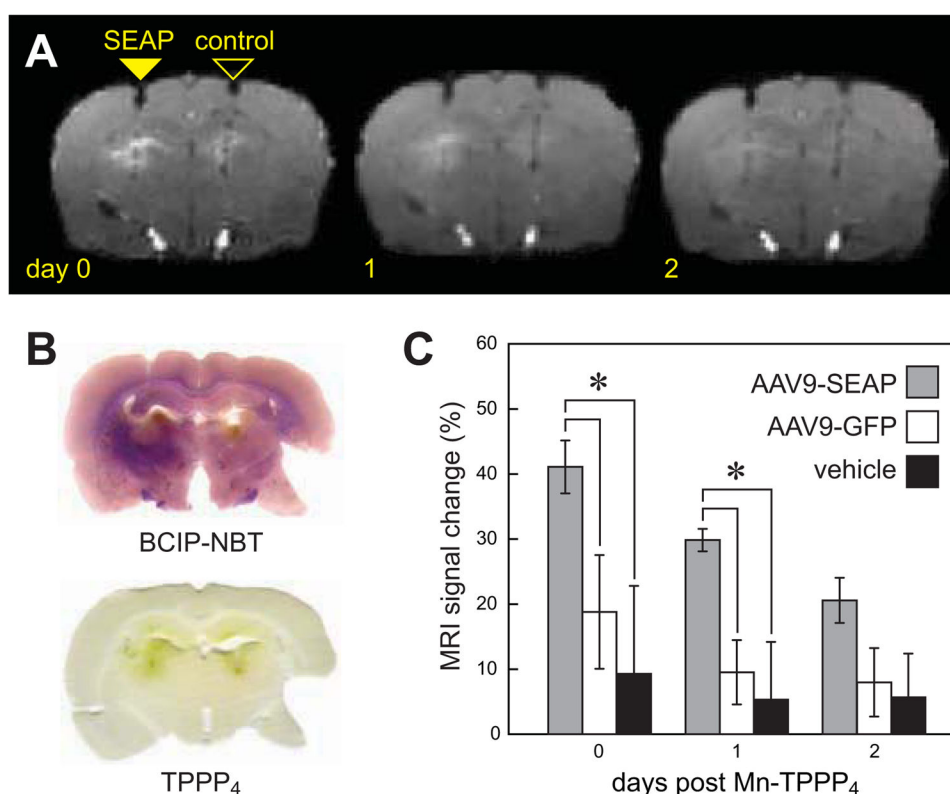 A
SEAP control
day 0
1
2
B
BCIP-NBT
TPPP₄
C
MRI signal change (%)
60
50
40
30
20
10
0
AAV9-SEAP
AAV9-GFP
vehicle
*
*
0 1 2
days post Mn-TPPP₄